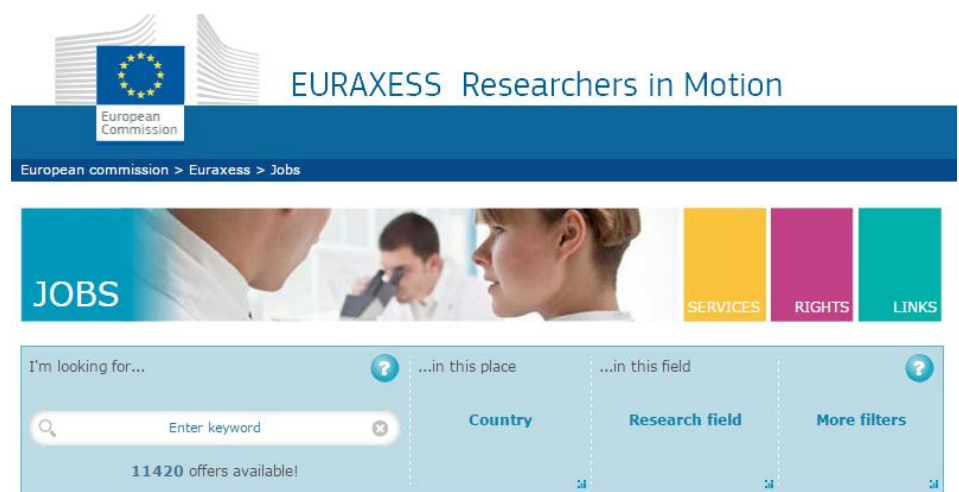 EURAXESS Researchers in Motion
European
Commission
European commission > Euraxess > Jobs
JOBS
SERVICES
RIGHTS
LINKS
I'm looking for...
...in this place
...in this field
Enter keyword
Country
Research field
More filters
11420 offers available!